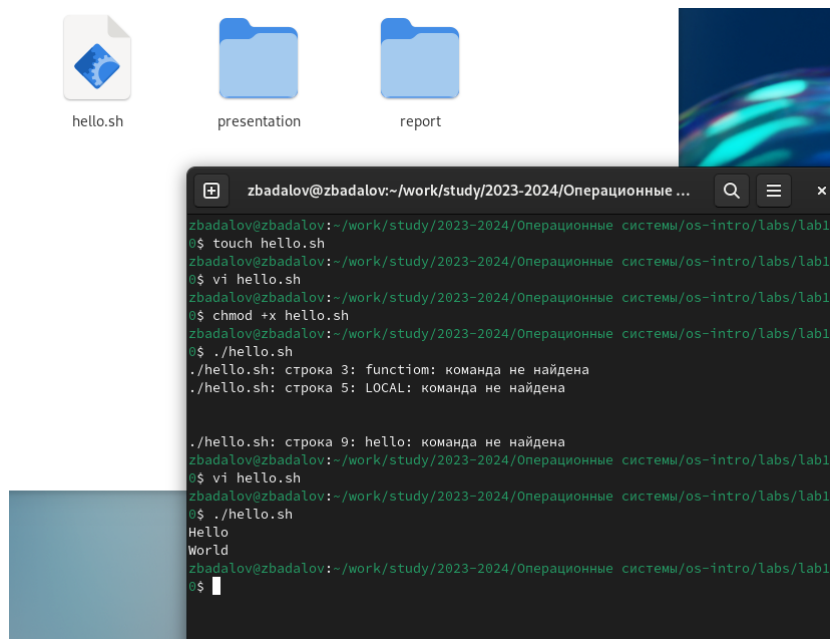 hello.sh
presentation
report
zbadalov@zbadalov:~/work/study/2023-2024/Операционные ...
zbadalov@zbadalov:~/work/study/2023-2024/Операционные системы/os-intro/labs/lab1
0$ touch hello.sh
zbadalov@zbadalov:~/work/study/2023-2024/Операционные системы/os-intro/labs/lab1
0$ vi hello.sh
zbadalov@zbadalov:~/work/study/2023-2024/Операционные системы/os-intro/labs/lab1
0$ chmod +x hello.sh
zbadalov@zbadalov:~/work/study/2023-2024/Операционные системы/os-intro/labs/lab1
0$ ./hello.sh
./hello.sh: строка 3: functiom: команда не найдена
./hello.sh: строка 5: LOCAL: команда не найдена
./hello.sh: строка 9: hello: команда не найдена
zbadalov@zbadalov:~/work/study/2023-2024/Операционные системы/os-intro/labs/lab1
0$ vi hello.sh
zbadalov@zbadalov:~/work/study/2023-2024/Операционные системы/os-intro/labs/lab1
0$ ./hello.sh
Hello
World
zbadalov@zbadalov:~/work/study/2023-2024/Операционные системы/os-intro/labs/lab1
0$